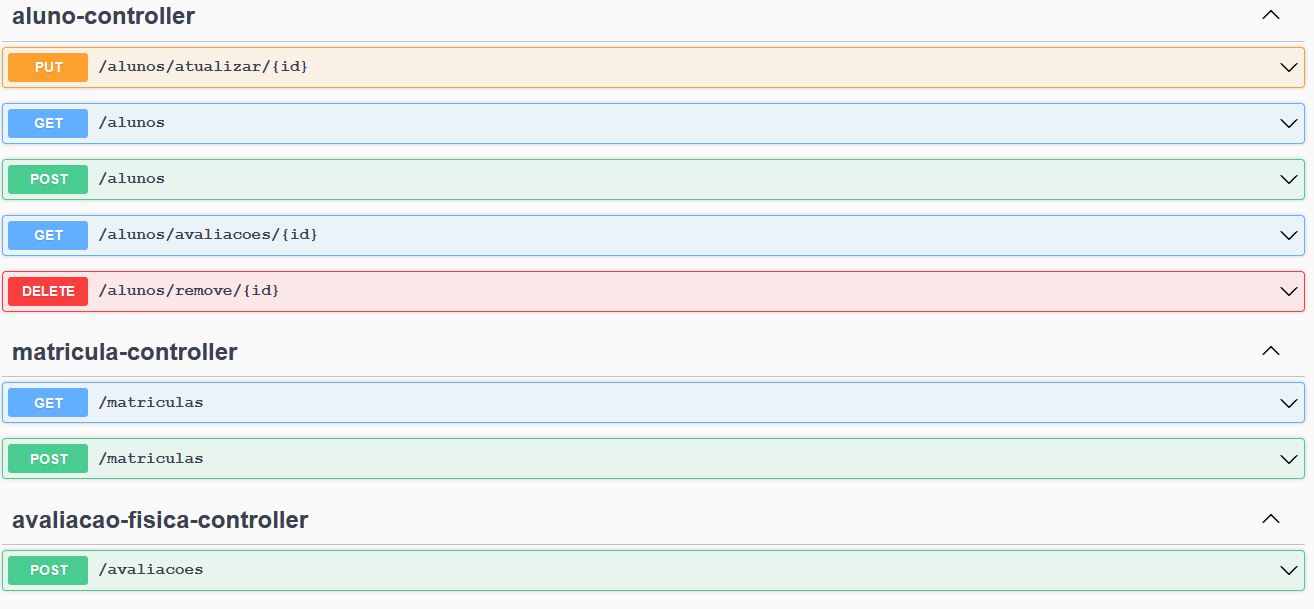 aluno-controller
PUT /alunos/atualizar/{id}
GET /alunos
POST /alunos
GET /alunos/avaliacoes/{id}
DELETE /alunos/remove/{id}
matricula-controller
GET /matriculas
POST /matriculas
avaliacao-fisica-controller
POST /avaliacoes